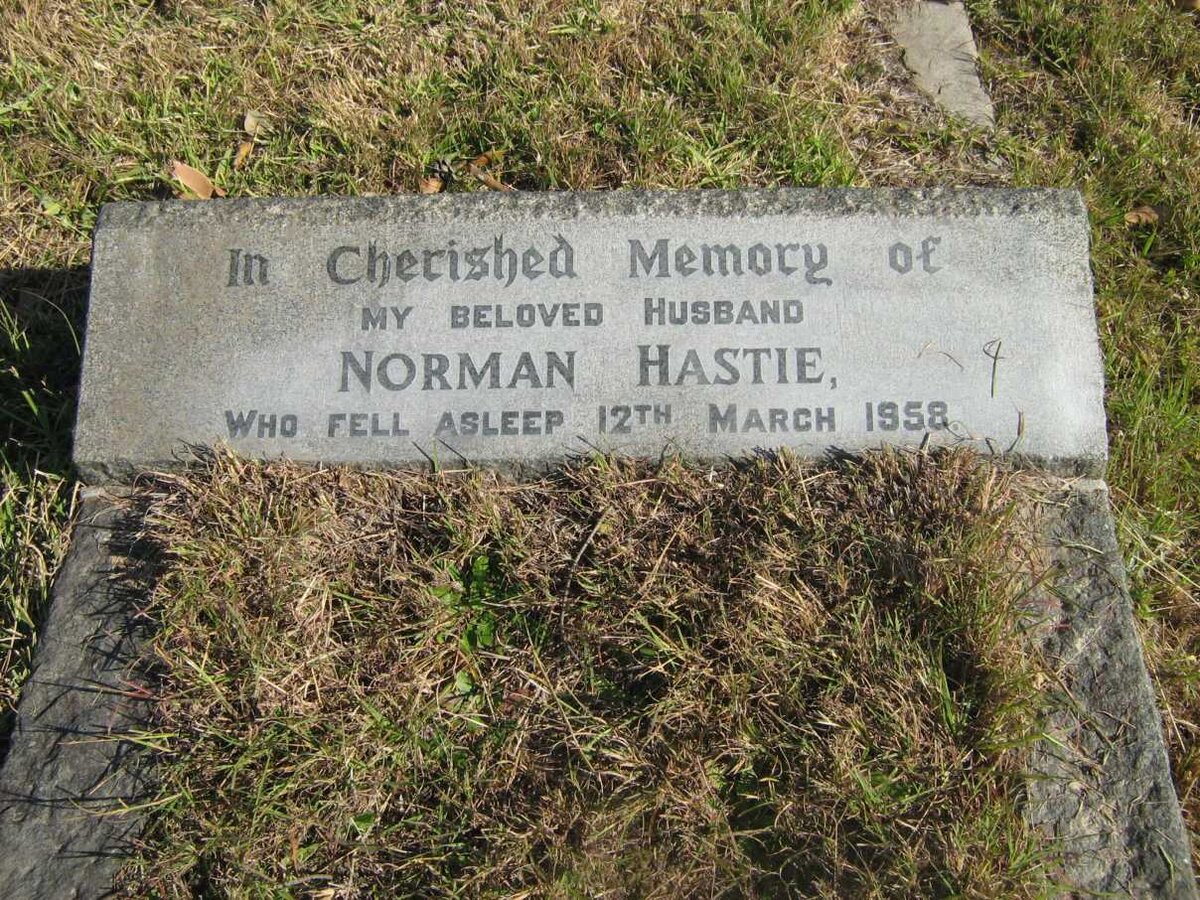 In Cherished Memory of
MY BELOVED HUSBAND
NORMAN HASTIE,
WHO FELL ASLEEP 12TH MARCH 1958.